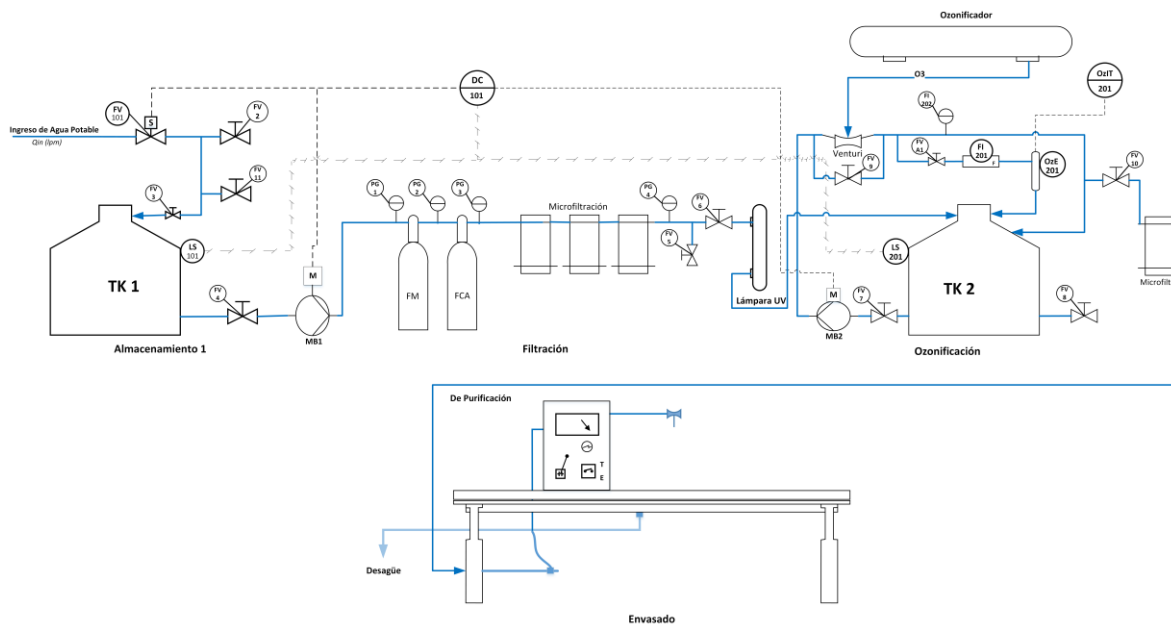 Ozonificador
O3
DC
101
OzIT
201
FV
101
S
FV
2
Ingreso de Agua Potable
Qin (lpm)
FI
202
Venturi
FV
A1
FI
201
F
OzE
201
FV
9
FV
10
FV
11
FV
3
PG
1
PG
2
PG
3
Microfiltración
PG
4
FV
6
FV
5
LS
101
LS
201
TK 1
M
FM
FCA
Lámpara UV
TK 2
M
Microfilt
FV
4
FV
7
FV
8
MB1
MB2
Almacenamiento 1
Filtración
Ozonificación
De Purificación
T
E
Desagüe
Envasado